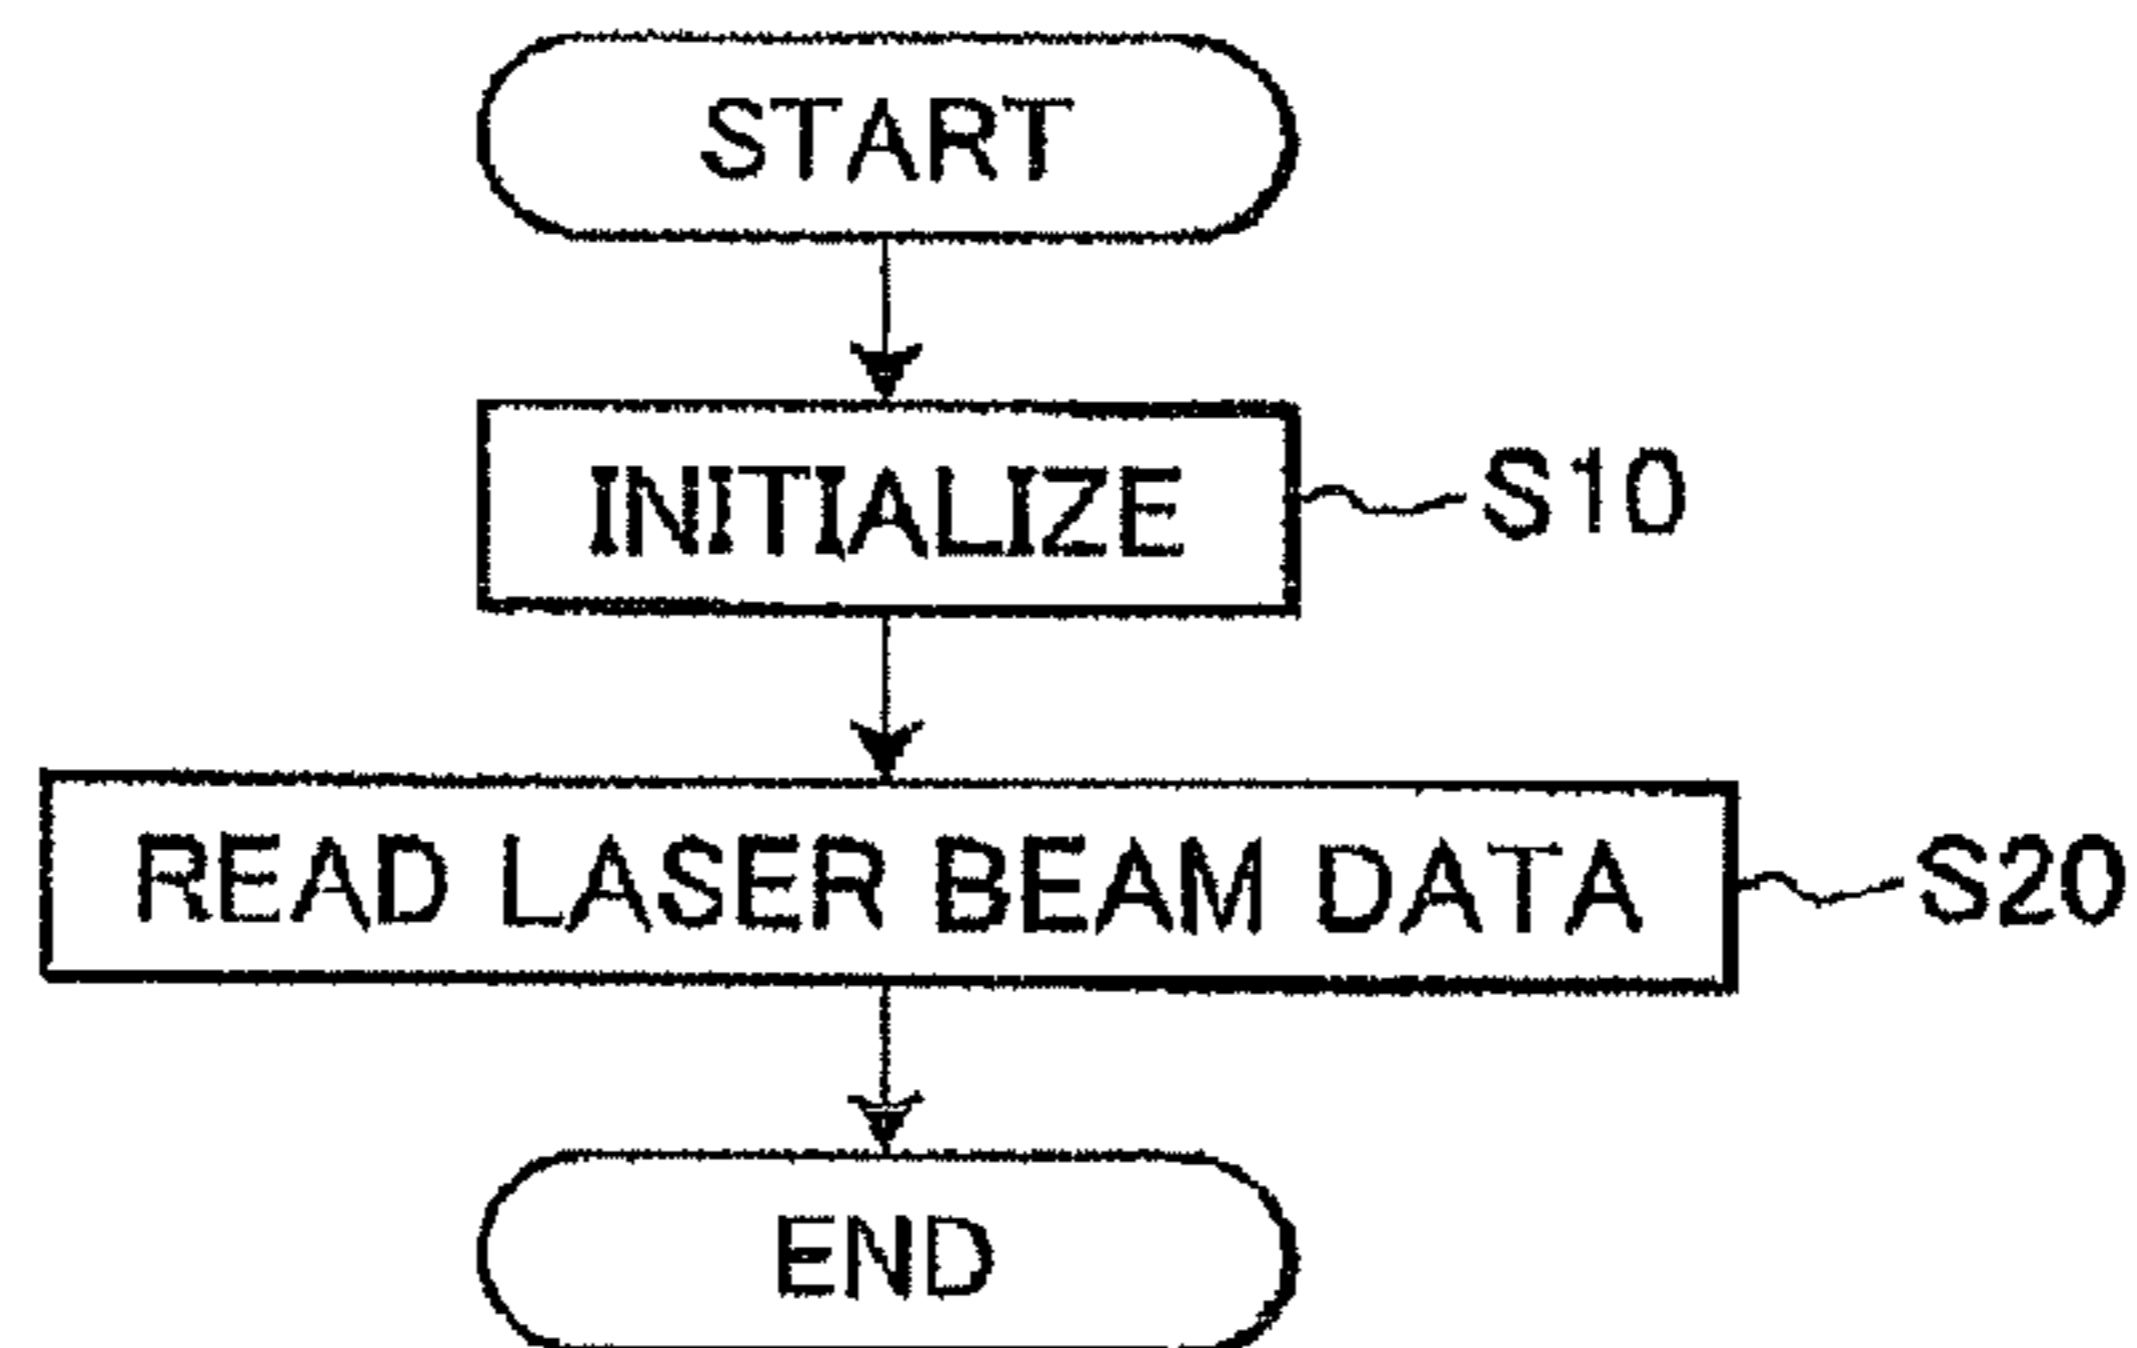 START
INITIALIZE
S10
READ LASER BEAM DATA
S20
END